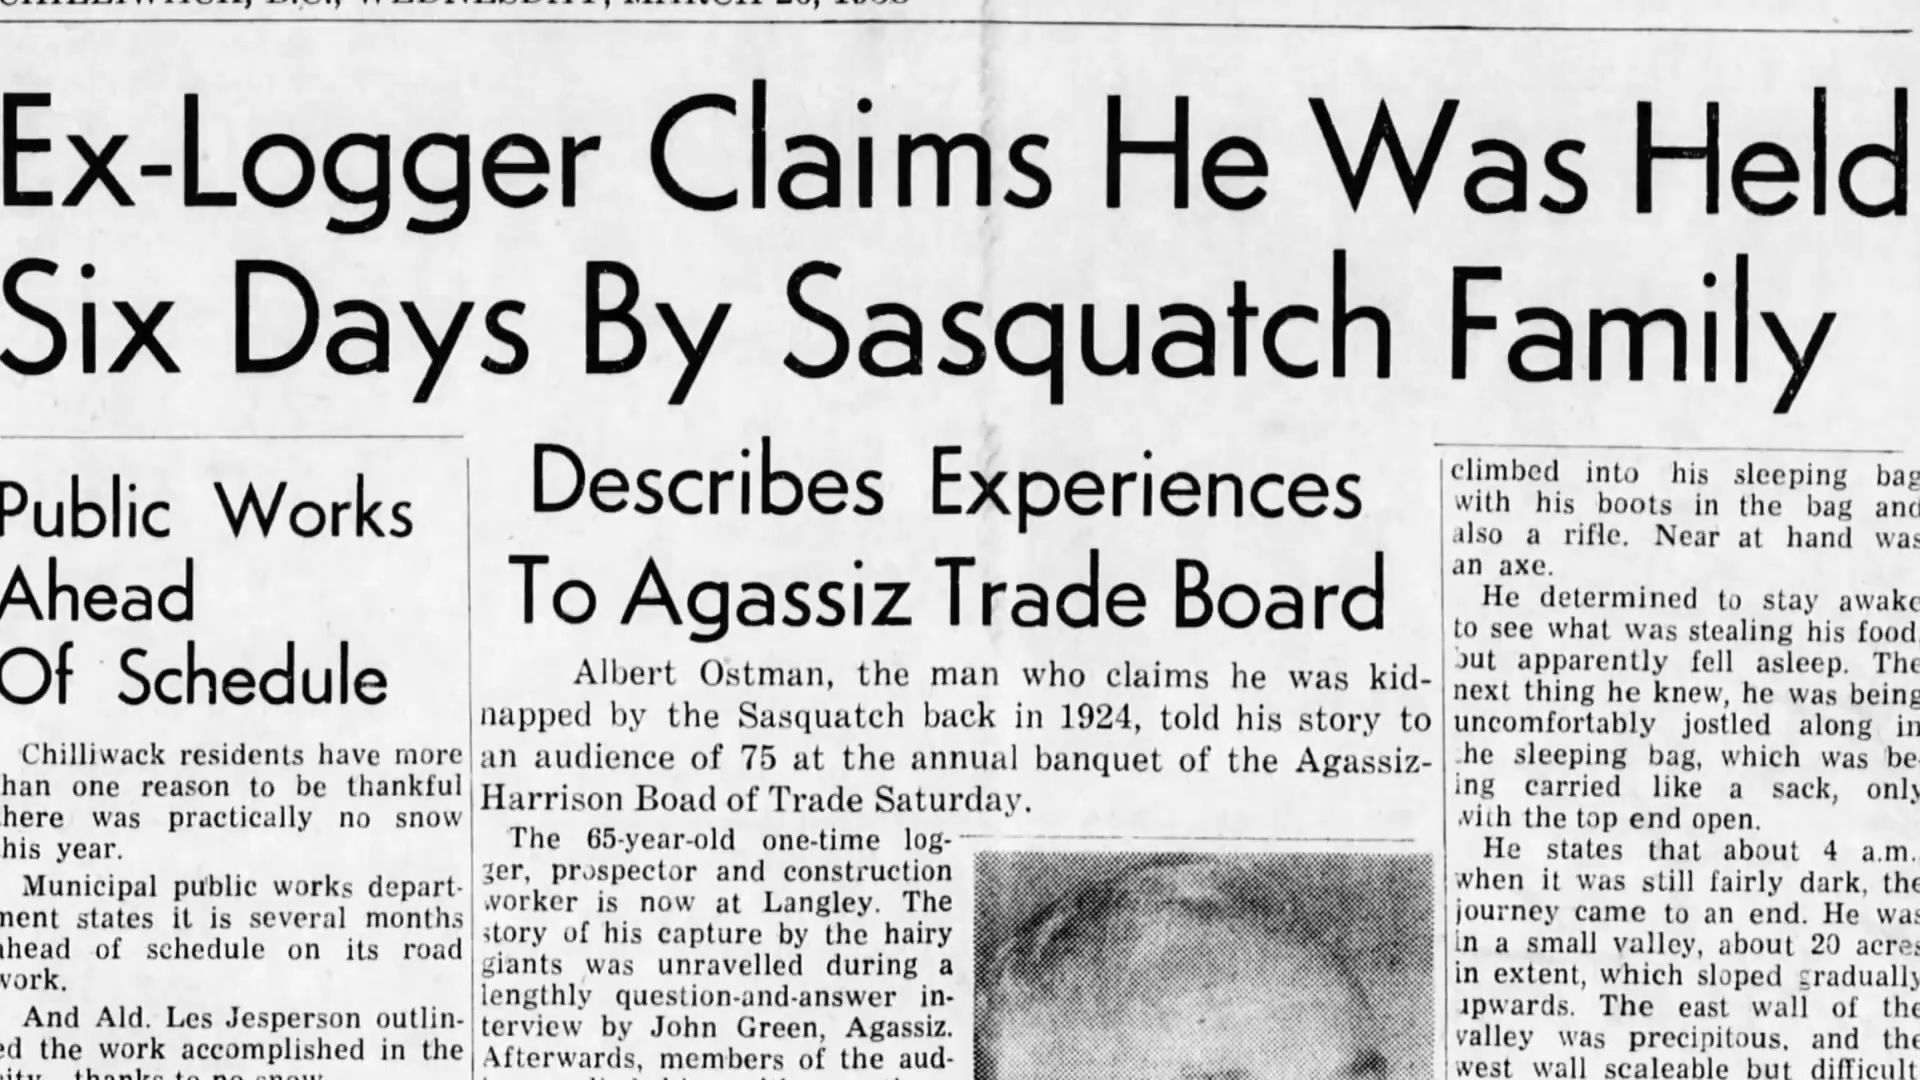 CHILLIWACK, B.C., WEDNESDAY, MARCH 26, 1958
Ex-Logger Claims He Was Held
Six Days By Sasquatch Family
Public Works
Ahead
Of Schedule
Chilliwack residents have more
han one reason to be thankful
here was practically no snow
his year.
Municipal public works depart-
ment states it is several months
ahead of schedule on its road
work.
And Ald. Les Jesperson outlin-
ed the work accomplished in the
thanks to no snow
Describes Experiences
To Agassiz Trade Board
Albert Ostman, the man who claims he was kid-
napped by the Sasquatch back in 1924, told his story to
an audience of 75 at the annual banquet of the Agassiz-
Harrison Boad of Trade Saturday.
The 65-year-old one-time log-
ger, prospector and construction
worker is now at Langley. The
story of his capture by the hairy
giants was unravelled during a
lengthly question-and-answer in-
terview by John Green, Agassiz.
Afterwards, members of the aud-
climbed into his sleeping bag
with his boots in the bag and
also a rifle. Near at hand was
an axe.
He determined to stay awake
to see what was stealing his food
but apparently fell asleep. The
next thing he knew, he was being
uncomfortably jostled along in
he sleeping bag, which was be-
ing carried like a sack, only
with the top end open.
He states that about 4 a.m.
when it was still fairly dark, the
journey came to an end. He was
in a small valley, about 20 acres
in extent, which sloped gradually
upwards. The east wall of the
valley was precipitous, and the
west wall scaleable but difficult